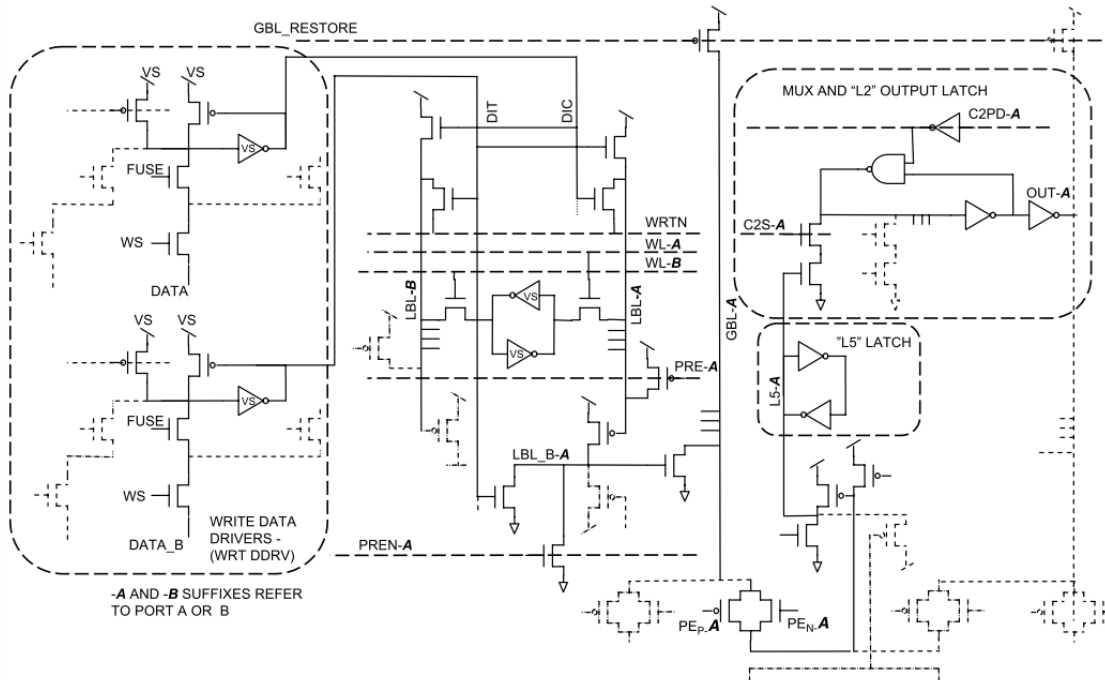 GBL_RESTORE
VS
VS
VS
FUSE
WS
DATA
VS
VS
VS
FUSE
WS
DATA_B
WRITE DATA
DRIVERS -
(WRT DDRV)
-A AND -B SUFFIXES REFER
TO PORT A OR B
DIT
DIC
WRTN
WL-A
WL-B
LBL-B
LBL-A
VS
VS
PRE-A
LBL_B-A
PREN-A
GBL-A
MUX AND “L2” OUTPUT LATCH
C2PD-A
OUT-A
C2S-A
"L5" LATCH
L5-A
PEP-A
PEN-A